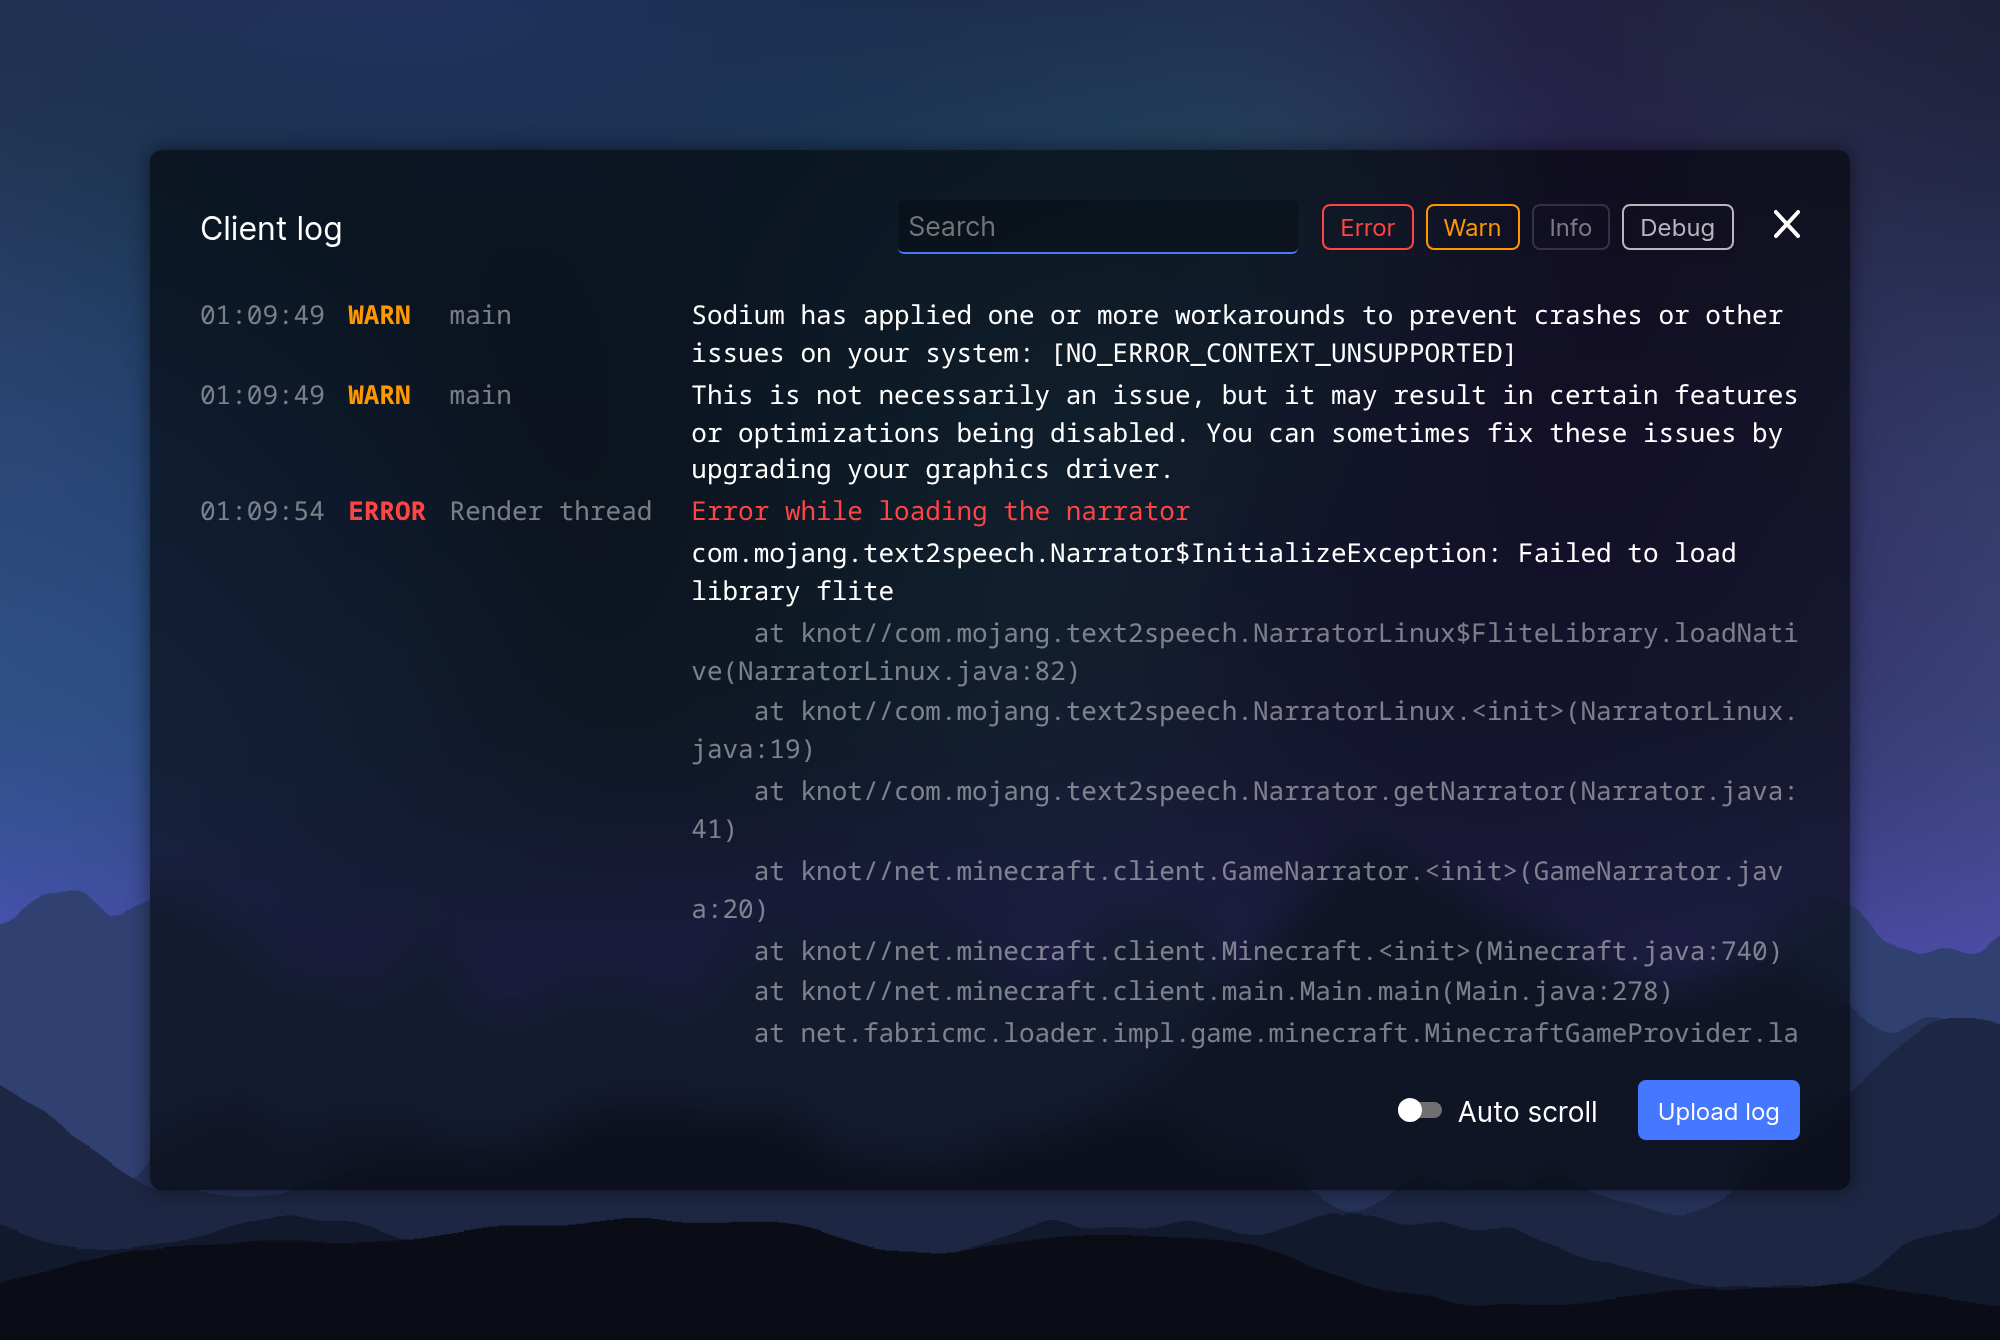 Client log
Search
Error
Warn
Info
Debug
01:09:49 WARN main Sodium has applied one or more workarounds to prevent crashes or other
issues on your system: [NO_ERROR_CONTEXT_UNSUPPORTED]
01:09:49 WARN main This is not necessarily an issue, but it may result in certain features
or optimizations being disabled. You can sometimes fix these issues by
upgrading your graphics driver.
01:09:54 ERROR Render thread Error while loading the narrator
com.mojang.text2speech.Narrator$InitializeException: Failed to load
library flite
at knot//com.mojang.text2speech.NarratorLinux$FliteLibrary.loadNati
ve(NarratorLinux.java:82)
at knot//com.mojang.text2speech.NarratorLinux.<init>(NarratorLinux.
java:19)
at knot//com.mojang.text2speech.Narrator.getNarrator(Narrator.java:
41)
at knot//net.minecraft.client.GameNarrator.<init>(GameNarrator.jav
a:20)
at knot//net.minecraft.client.Minecraft.<init>(Minecraft.java:740)
at knot//net.minecraft.client.main.Main.main(Main.java:278)
at net.fabricmc.loader.impl.game.minecraft.MinecraftGameProvider.la
Auto scroll
Upload log